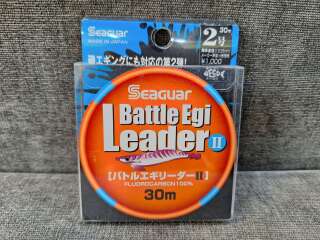 Seaguar
MADE IN JAPAN
30m
2号
¥1,000
遠エギングにも対応の第2弾!
Seaguar
Battle Egi
Leader II
[バトルエギリーダーII]
FLUOROCARBON 100%
30m